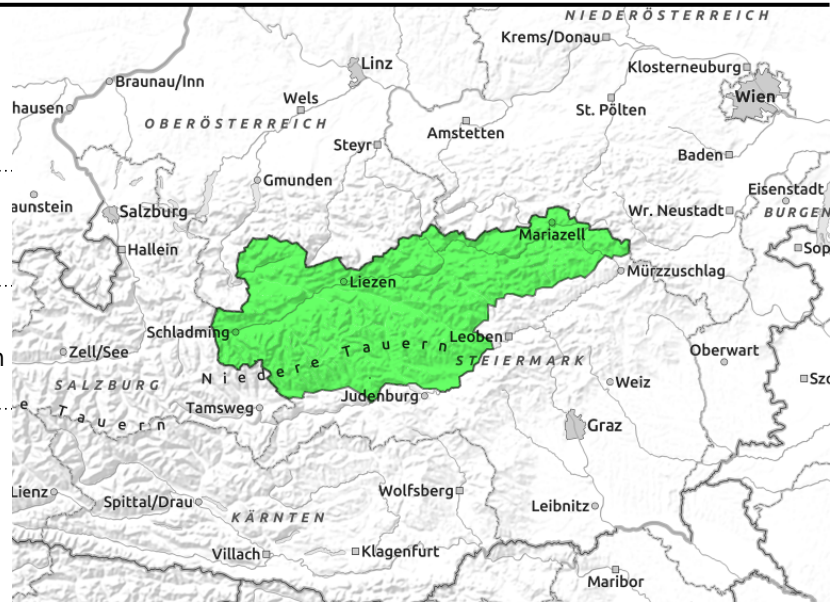 NIEDERÖSTERREICH
Krems/Donau
Linz
Klosterneuburg
Braunau/Inn
Wels
Wien
hausen
St. Pölten
OBERÖSTERREICH
Amstetten
Steyr
Baden
Gmunden
Eisenstadt
aunstein
Salzburg
Wr. Neustadt
BURGEN
Mariazell
Hallein
Sop
Mürzzuschlag
Liezen
Schladming
Leoben
Niedere Tauern
Zell/See
STEIERMARK
Oberwart
n
SALZBURG
Weiz
Szo
Judenburg
Tamsweg
e Tauern
Graz
Lienz
Wolfsberg
Spittal/Drau
Leibnitz
KÄRNTEN
Villach
Klagenfurt
Maribor